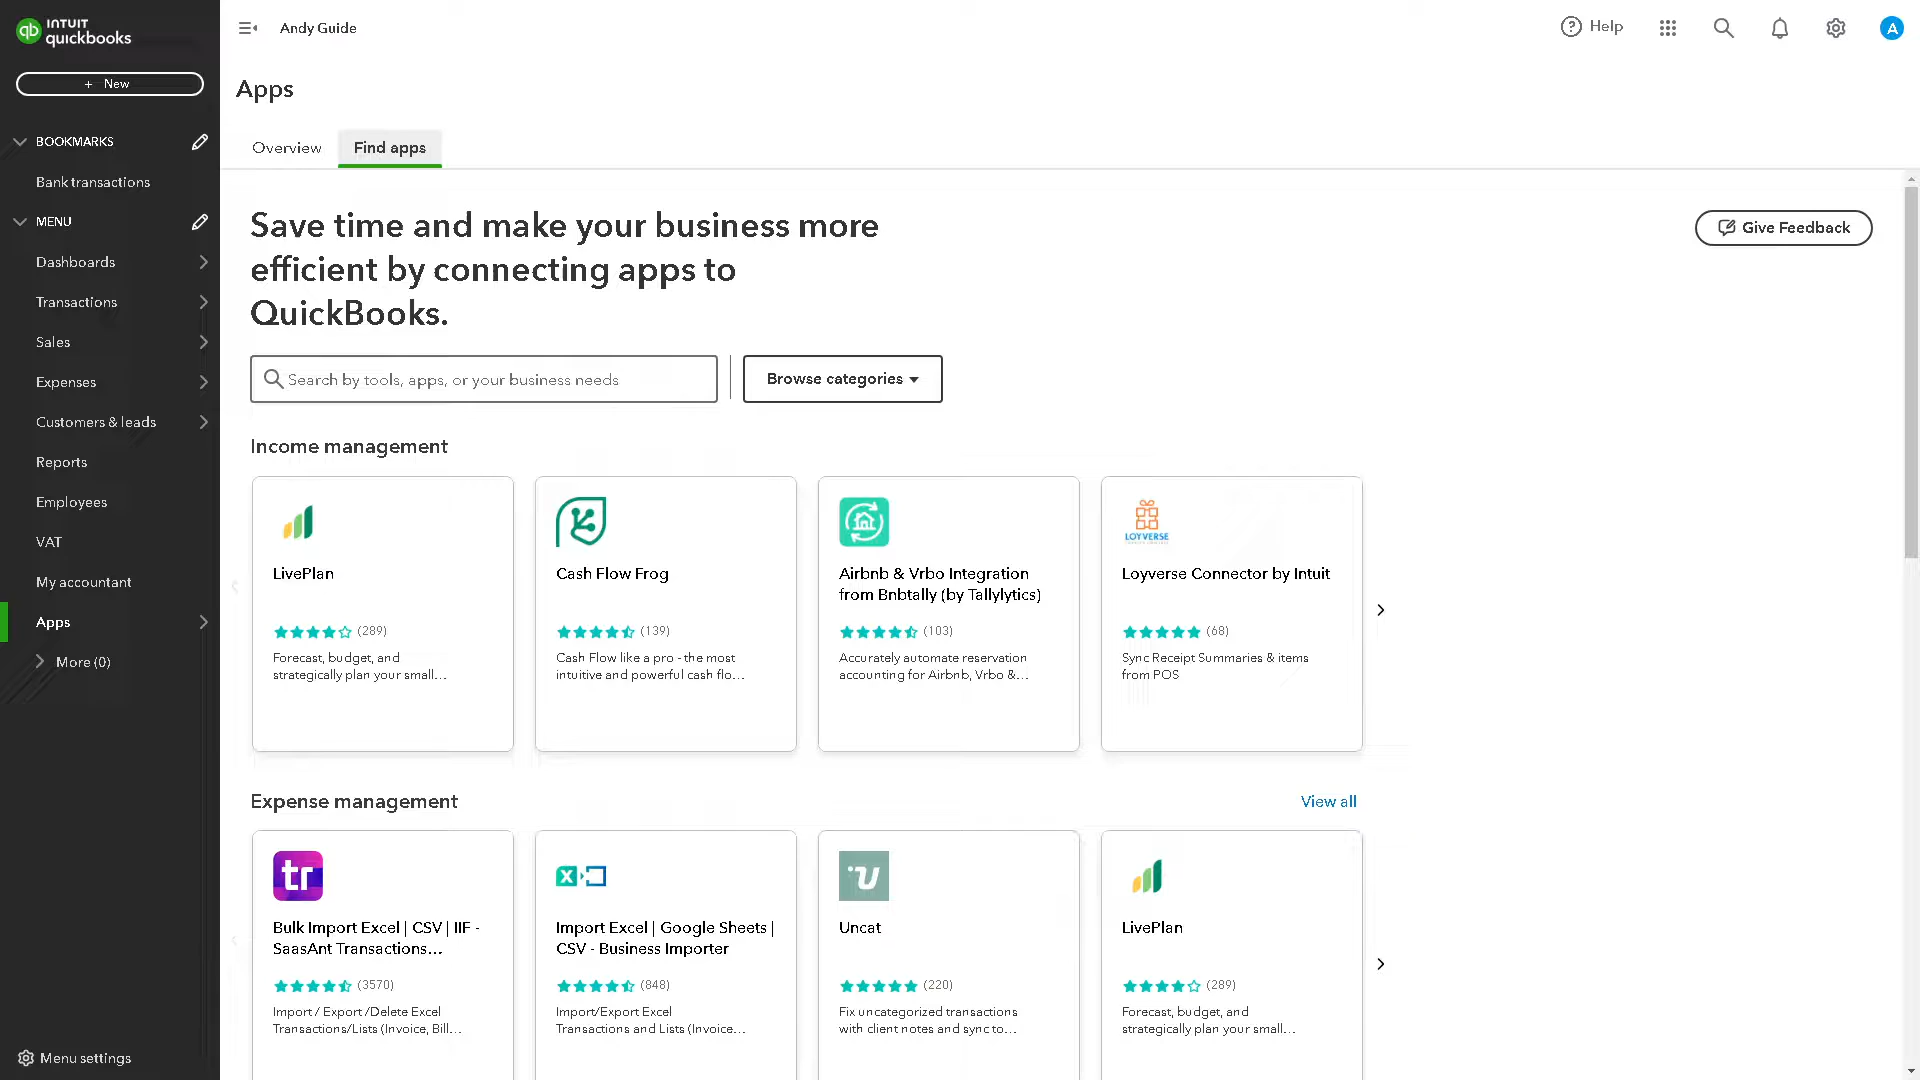 INTUIT
quickbooks
+ New
BOOKMARKS
Bank transactions
MENU
Dashboards
Transactions
Sales
Expenses
Customers & leads
Reports
Employees
VAT
My accountant
Apps
More (0)
Menu settings
Andy Guide
Help
A
Apps
Overview
Find apps
Save time and make your business more
efficient by connecting apps to
QuickBooks.
Give Feedback
Search by tools, apps, or your business needs
Browse categories
Income management
LivePlan
(289)
Forecast, budget, and
strategically plan your small...
Cash Flow Frog
(139)
Cash Flow like a pro - the most
intuitive and powerful cash flo...
Airbnb & Vrbo Integration
from Bnbtally (by Tallylytics)
(103)
Accurately automate reservation
accounting for Airbnb, Vrbo &...
LOYVERSE
Loyverse Connector by Intuit
(68)
Sync Receipt Summaries & items
from POS
Expense management
View all
tr
Bulk Import Excel | CSV | IIF -
SaasAnt Transactions...
(3570)
Import / Export /Delete Excel
Transactions/Lists (Invoice, Bill...
Import Excel | Google Sheets |
CSV - Business Importer
(848)
Import/Export Excel
Transactions and Lists (Invoice...
Uncat
(220)
Fix uncategorized transactions
with client notes and sync to...
LivePlan
(289)
Forecast, budget, and
strategically plan your small...